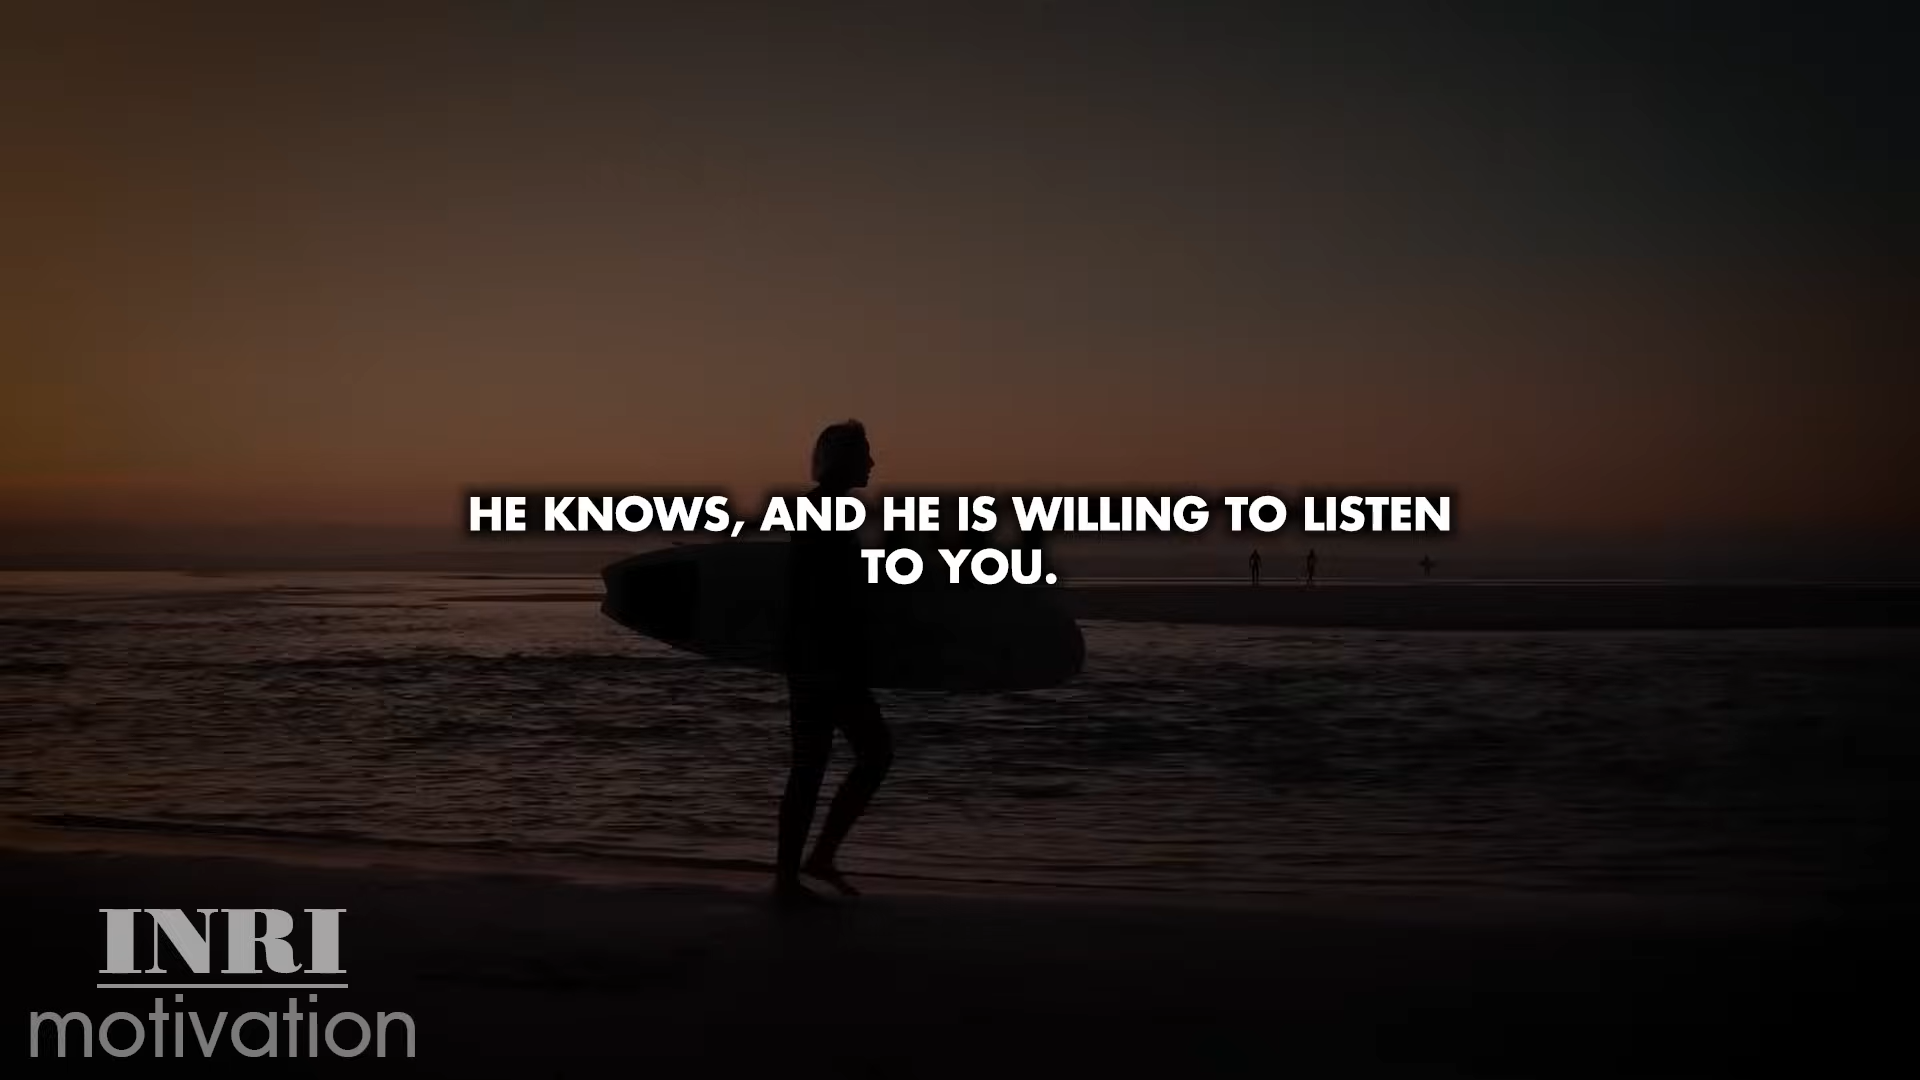 HE KNOWS, AND HE IS WILLING TO LISTEN
TO YOU.
INRI
motivation